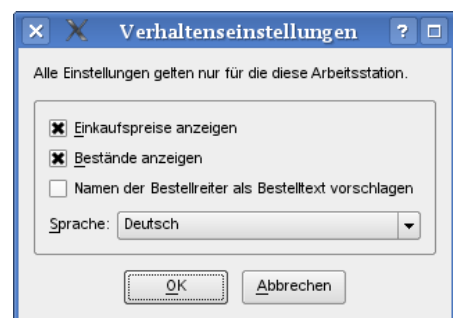 Verhaltenseinstellungen
Alle Einstellungen gelten nur für die diese Arbeitsstation.
Einkaufspreise anzeigen
Bestände anzeigen
Namen der Bestellreiter als Bestelltext vorschlagen
Sprache: Deutsch
OK Abbrechen